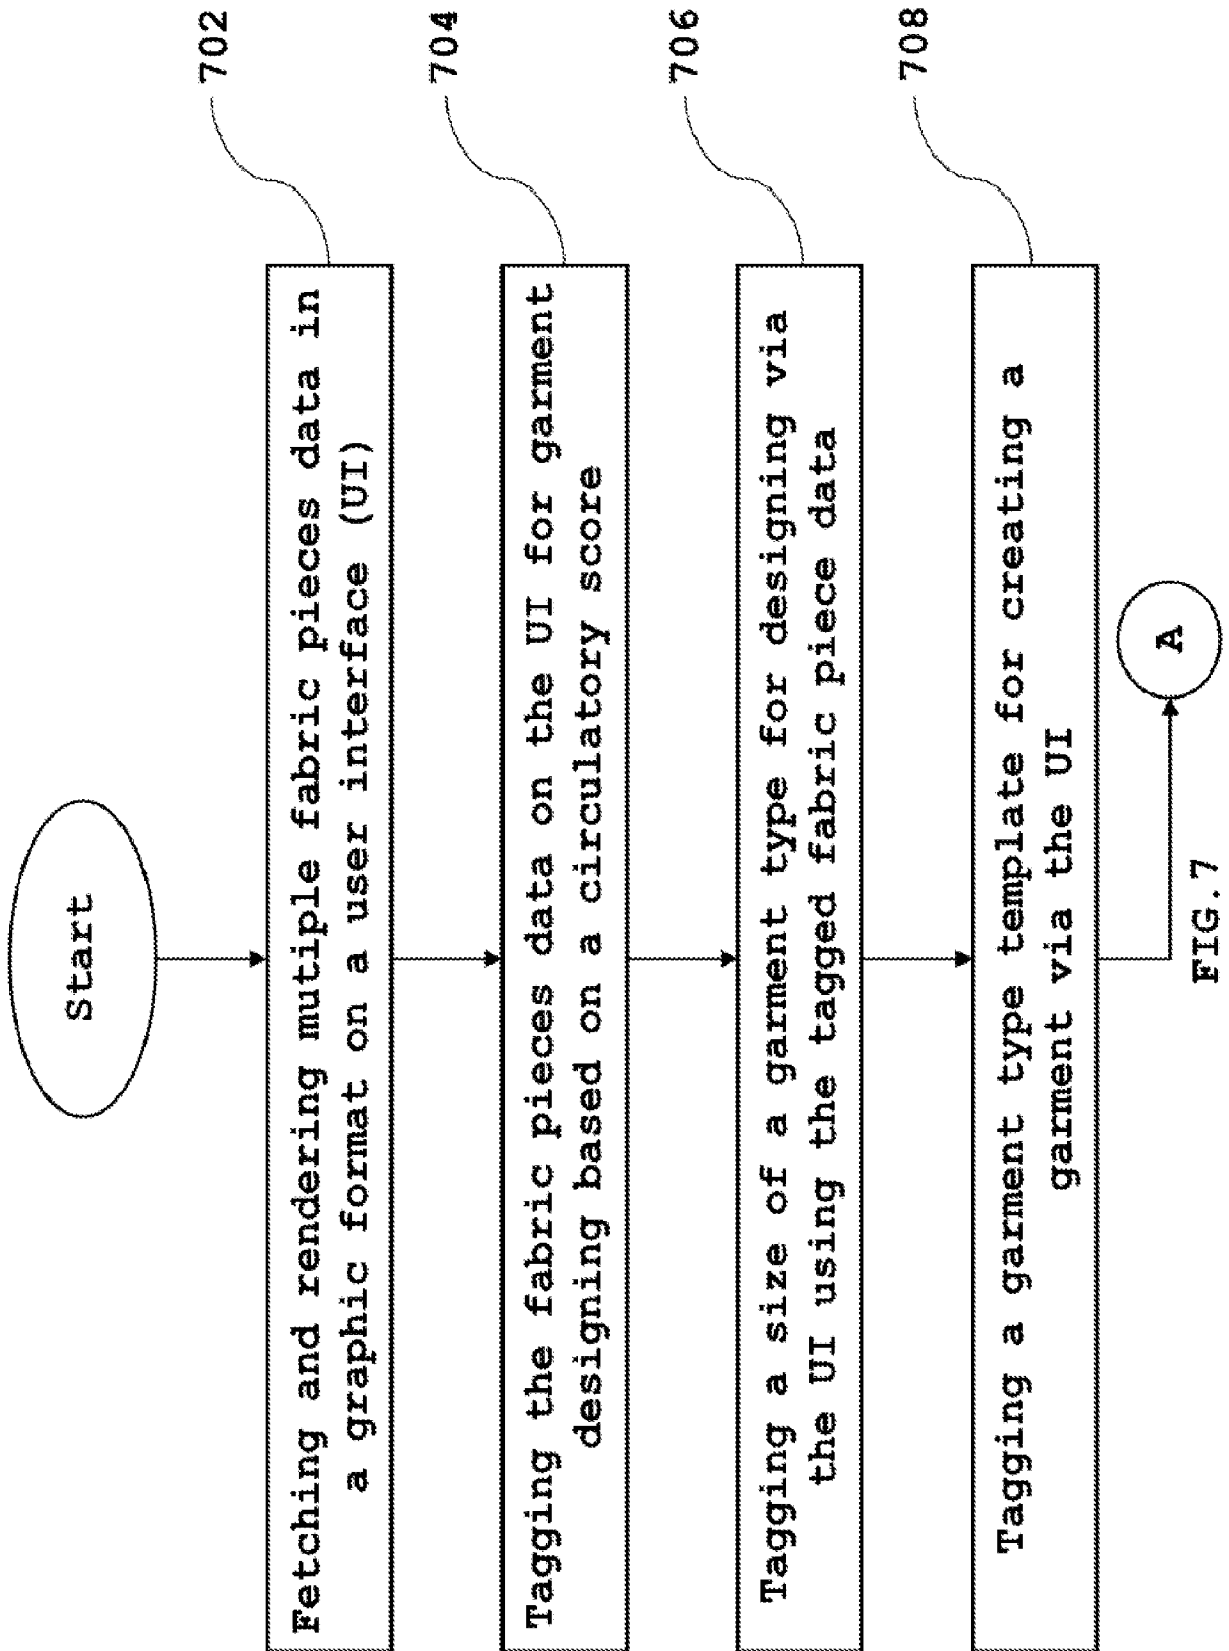 Start
702
Fetching and rendering mutiple fabric pieces data in
a graphic format on a user interface (UI)
704
Tagging the fabric pieces data on the UI for garment
designing based on a circulatory score
706
Tagging a size of a garment type for designing via
the UI using the tagged fabric piece data
708
Tagging a garment type template for creating a
garment via the UI
A
FIG.7